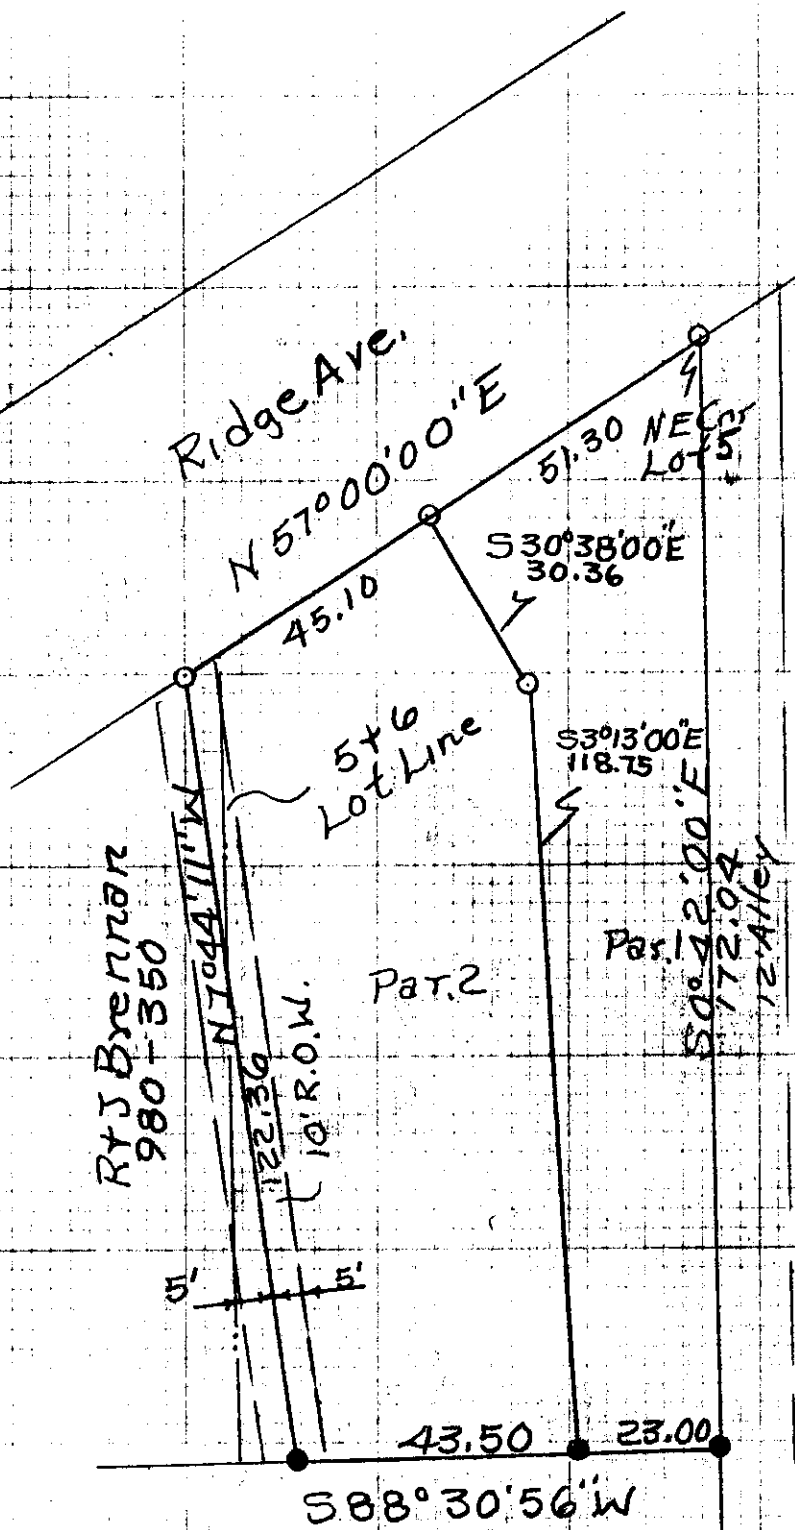 Ridge Ave.
N 57°00'00"E
51.30
NE Cnr
Lot 5
45.10
S30°38'00"E
30.36
5+6
Lot Line
S3°13'00"E
118.75
S0°42'00"E
172.04
12' Alley
Par.1
Par.2
R+J Brennan
980-350
N7°44'11"W
122.36
10' R.O.W.
5'
5'
43.50
23.00
S88°30'56"W